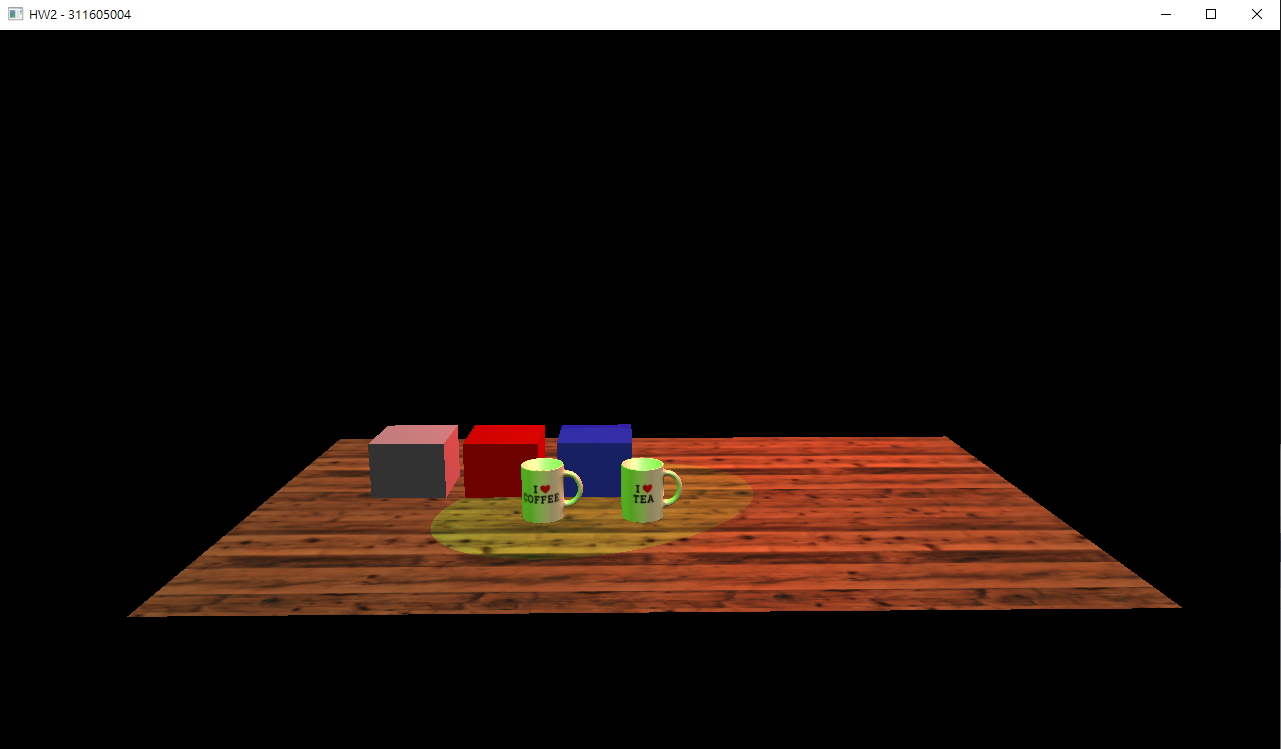 HW2 - 311605004
I ❤
COFFEE
I ❤
TEA